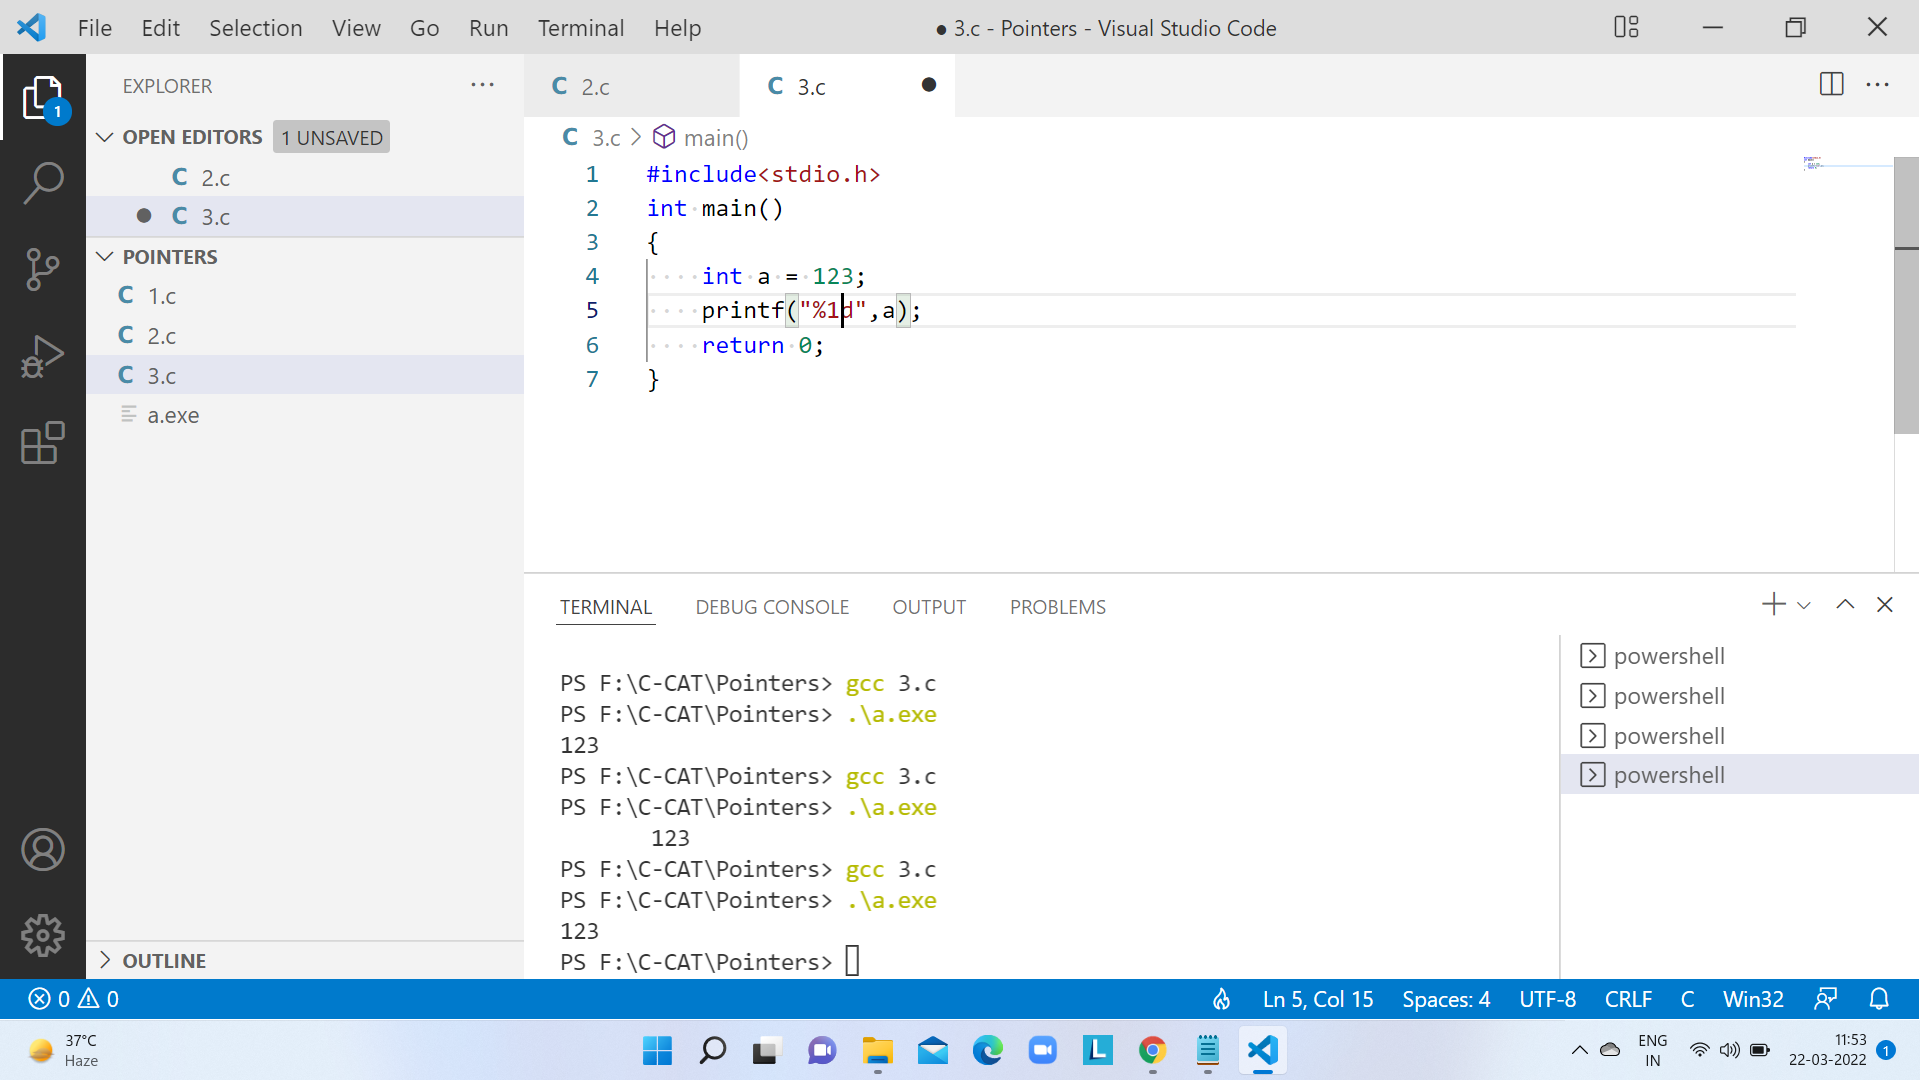 File Edit Selection View Go Run Terminal Help
● 3.c - Pointers - Visual Studio Code
EXPLORER
OPEN EDITORS 1 UNSAVED
C 2.c
● C 3.c
POINTERS
C 1.c
C 2.c
C 3.c
a.exe
OUTLINE
1
C 2.c
C 3.c ●
C 3.c > main()
1 #include<stdio.h>
2 int main()
3 {
4 int a = 123;
5 printf("%1d",a);
6 return 0;
7 }
TERMINAL DEBUG CONSOLE OUTPUT PROBLEMS
PS F:\C-CAT\Pointers> gcc 3.c
PS F:\C-CAT\Pointers> .\a.exe
123
PS F:\C-CAT\Pointers> gcc 3.c
PS F:\C-CAT\Pointers> .\a.exe
       123
PS F:\C-CAT\Pointers> gcc 3.c
PS F:\C-CAT\Pointers> .\a.exe
123
PS F:\C-CAT\Pointers>
powershell
powershell
powershell
powershell
0 0
Ln 5, Col 15 Spaces: 4 UTF-8 CRLF C Win32
37°C
Haze
L
ENG
IN
11:53
22-03-2022
1